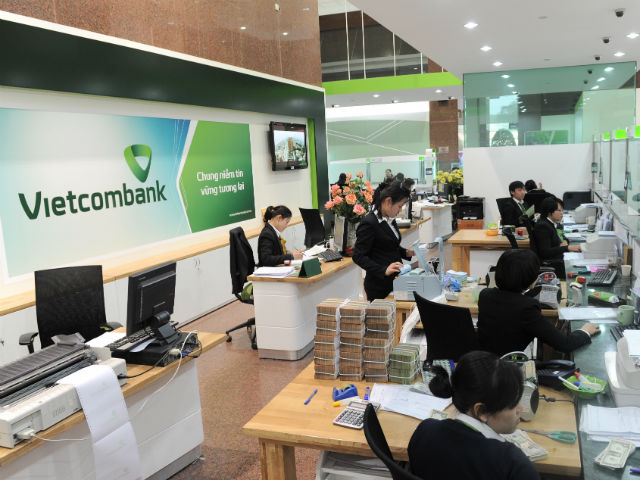 Vietcombank
Chung niềm tin
vững tương lai